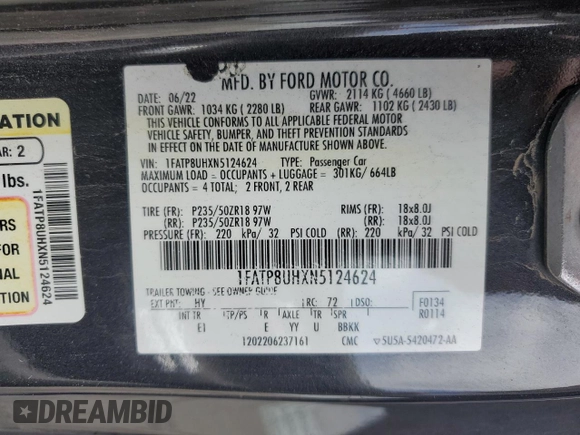 MFD. BY FORD MOTOR CO.
DATE: 06/22 GVWR: 2114 KG ( 4660 LB)
FRONT GAWR: 1034 KG ( 2280 LB) REAR GAWR: 1102 KG ( 2430 LB)
THIS VEHICLE CONFORMS TO ALL APPLICABLE FEDERAL MOTOR
VEHICLE SAFETY, BUMPER, AND THEFT PREVENTION STANDARDS IN
EFFECT ON THE DATE OF MANUFACTURE SHOWN ABOVE.
VIN: 1FATP8UHXN5124624 TYPE: Passenger Car
MAXIMUM LOAD = OCCUPANTS + LUGGAGE = 301KG/ 664LB
OCCUPANTS = 4 TOTAL; 2 FRONT, 2 REAR
TIRE (FR): P235/50ZR18 97W RIMS (FR): 18x8.0J
(RR): P235/50ZR18 97W (RR): 18x8.0J
PRESSURE (FR): 220 kPa/ 32 PSI COLD (RR): 220 kPa/ 32 PSI COLD
1FATP8UHXN5124624
TRAILER TOWING - SEE OWNER GUIDE
EXT PNT: HY RC: 72 DSO: F0134
INT TR TP/PS R AXLE TR SPR R0114
EI E YY U BBKK
1202206237161 CMC 5U5A-5420472-AA
ATION
AR: 2
lbs.
1FATP8UHXN5124624
ERS
FOR
NAL
TION
DREAMBID